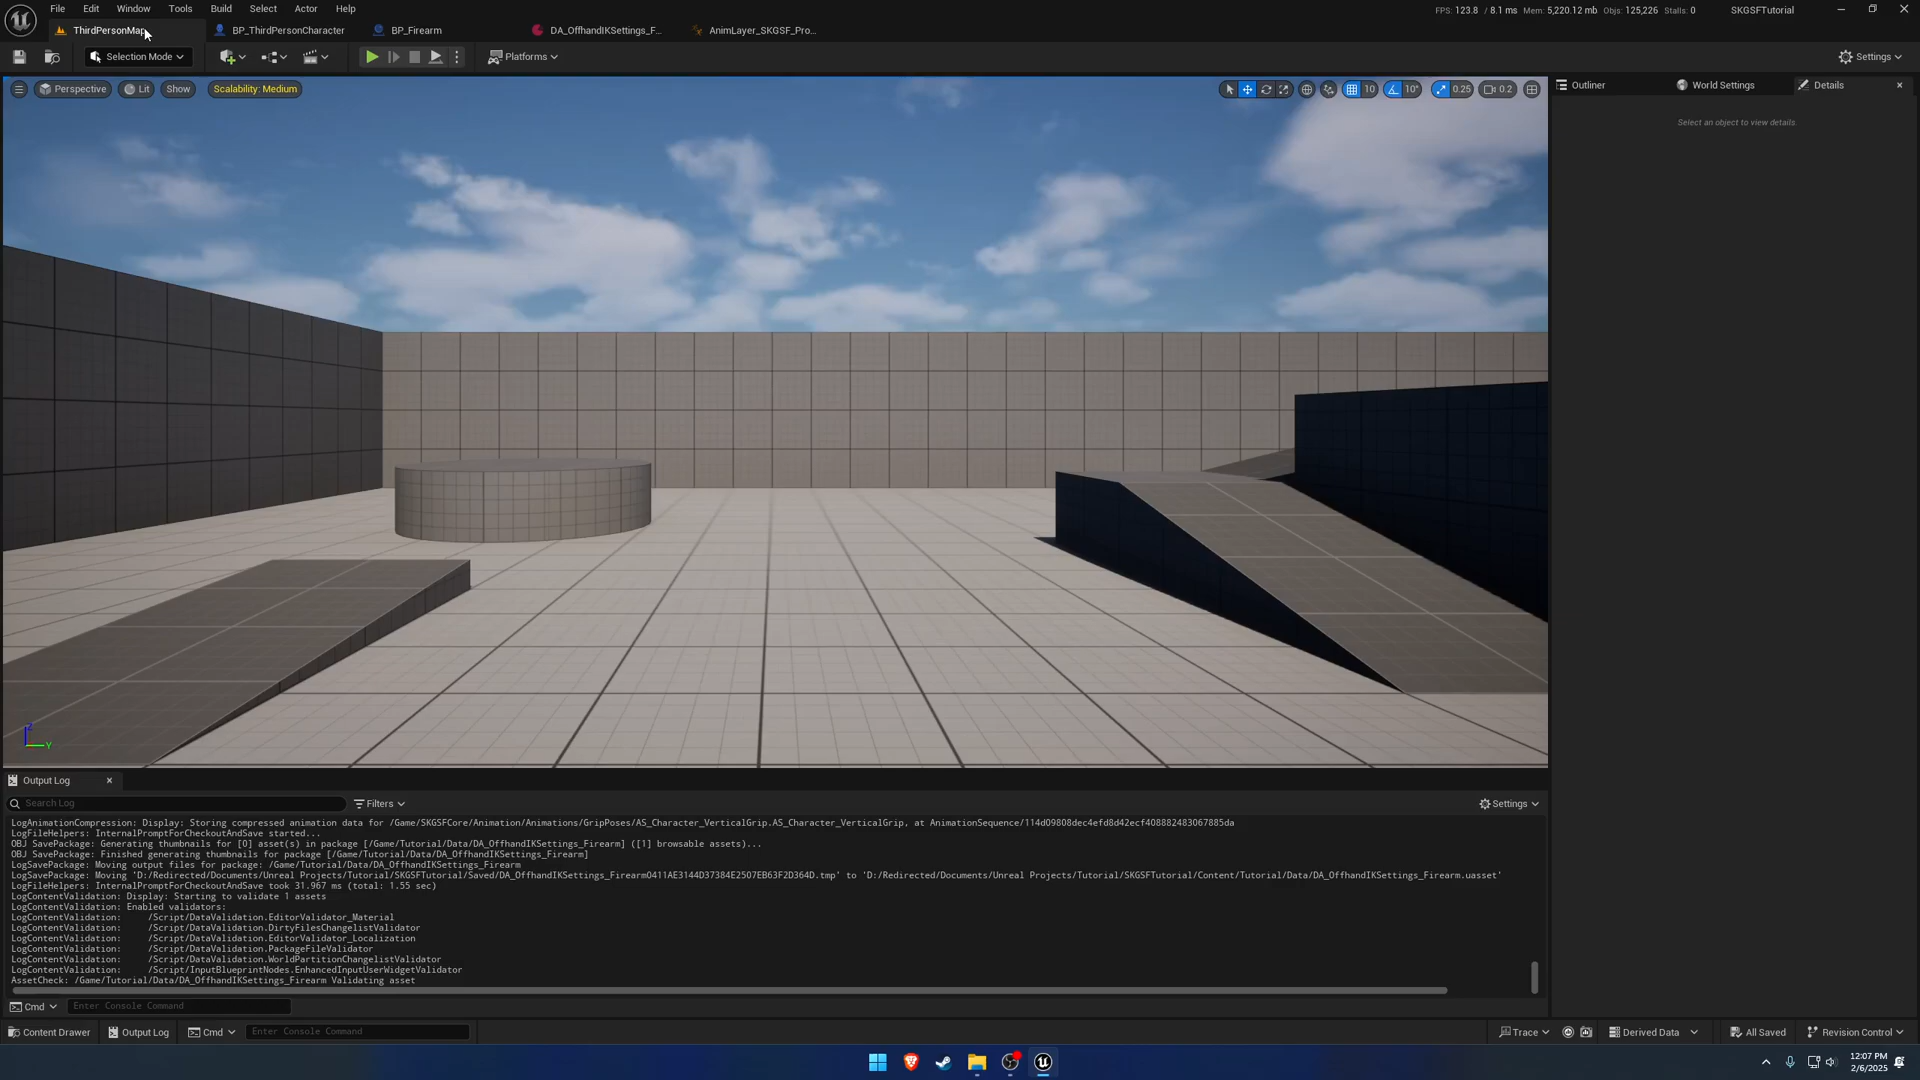 File Edit Window Tools Build Select Actor Help
FPS: 123.8 / 8.1 ms Mem: 5,220.12 mb Objs: 125,226 Stalls: 0 SKGSFTutorial
ThirdPersonMap BP_ThirdPersonCharacter BP_Firearm DA_OffhandIKSettings_F... AnimLayer_SKGSF_Pro...
Selection Mode Platforms Settings
Perspective Lit Show Scalability: Medium 10 10° 0.25 0.2
Outliner World Settings Details
Select an object to view details.
Z
Y
Output Log
Search Log Filters Settings
LogAnimationCompression: Display: Storing compressed animation data for /Game/SKGSFCore/Animation/Animations/GripPoses/AS_Character_VerticalGrip.AS_Character_VerticalGrip, at AnimationSequence/114d09808dec4efd8d42ecf408882483067885da
LogFileHelpers: InternalPromptForCheckoutAndSave started...
OBJ SavePackage: Generating thumbnails for [0] asset(s) in package [/Game/Tutorial/Data/DA_OffhandIKSettings_Firearm] ([1] browsable assets)...
OBJ SavePackage: Finished generating thumbnails for package [/Game/Tutorial/Data/DA_OffhandIKSettings_Firearm]
LogSavePackage: Moving output files for package: /Game/Tutorial/Data/DA_OffhandIKSettings_Firearm
LogSavePackage: Moving 'D:/Redirected/Documents/Unreal Projects/Tutorial/SKGSFTutorial/Saved/DA_OffhandIKSettings_Firearm0411AE3144D37384E2507EB63F2D364D.tmp' to 'D:/Redirected/Documents/Unreal Projects/Tutorial/SKGSFTutorial/Content/Tutorial/Data/DA_OffhandIKSettings_Firearm.uasset'
LogFileHelpers: InternalPromptForCheckoutAndSave took 31.967 ms (total: 1.55 sec)
LogContentValidation: Display: Starting to validate 1 assets
LogContentValidation: Enabled validators:
LogContentValidation: /Script/DataValidation.EditorValidator_Material
LogContentValidation: /Script/DataValidation.DirtyFilesChangelistValidator
LogContentValidation: /Script/DataValidation.EditorValidator_Localization
LogContentValidation: /Script/DataValidation.PackageFileValidator
LogContentValidation: /Script/DataValidation.WorldPartitionChangelistValidator
LogContentValidation: /Script/InputBlueprintNodes.EnhancedInputUserWidgetValidator
AssetCheck: /Game/Tutorial/Data/DA_OffhandIKSettings_Firearm Validating asset
Cmd Enter Console Command
Content Drawer Output Log Cmd Enter Console Command Trace Derived Data All Saved Revision Control
12:07 PM
2/6/2025